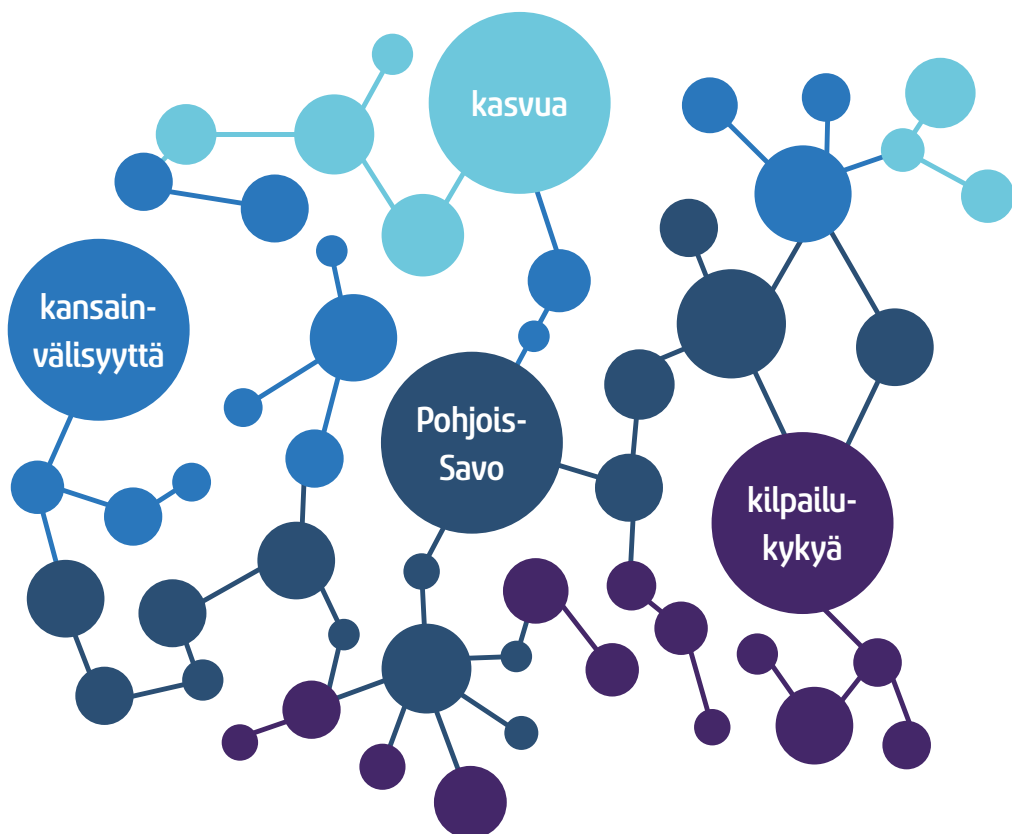 kasvua
kansain-
välisyyttä
Pohjois-
Savo
kilpailu-
kykyä